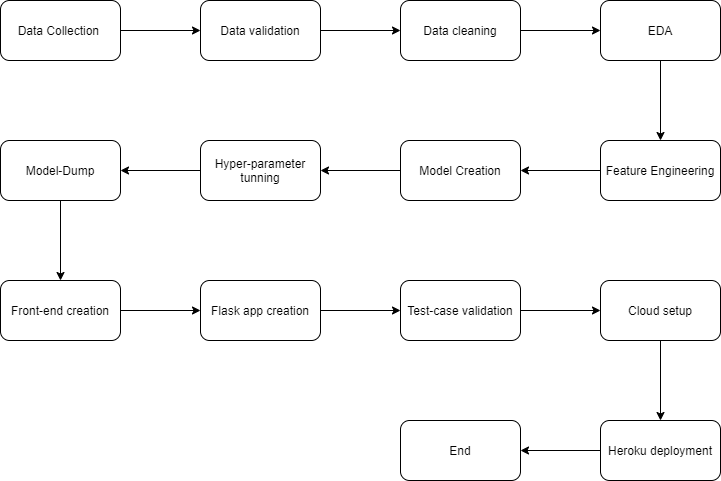 Data Collection
Data validation
Data cleaning
EDA
Feature Engineering
Model Creation
Hyper-parameter
tunning
Model-Dump
Front-end creation
Flask app creation
Test-case validation
Cloud setup
Heroku deployment
End